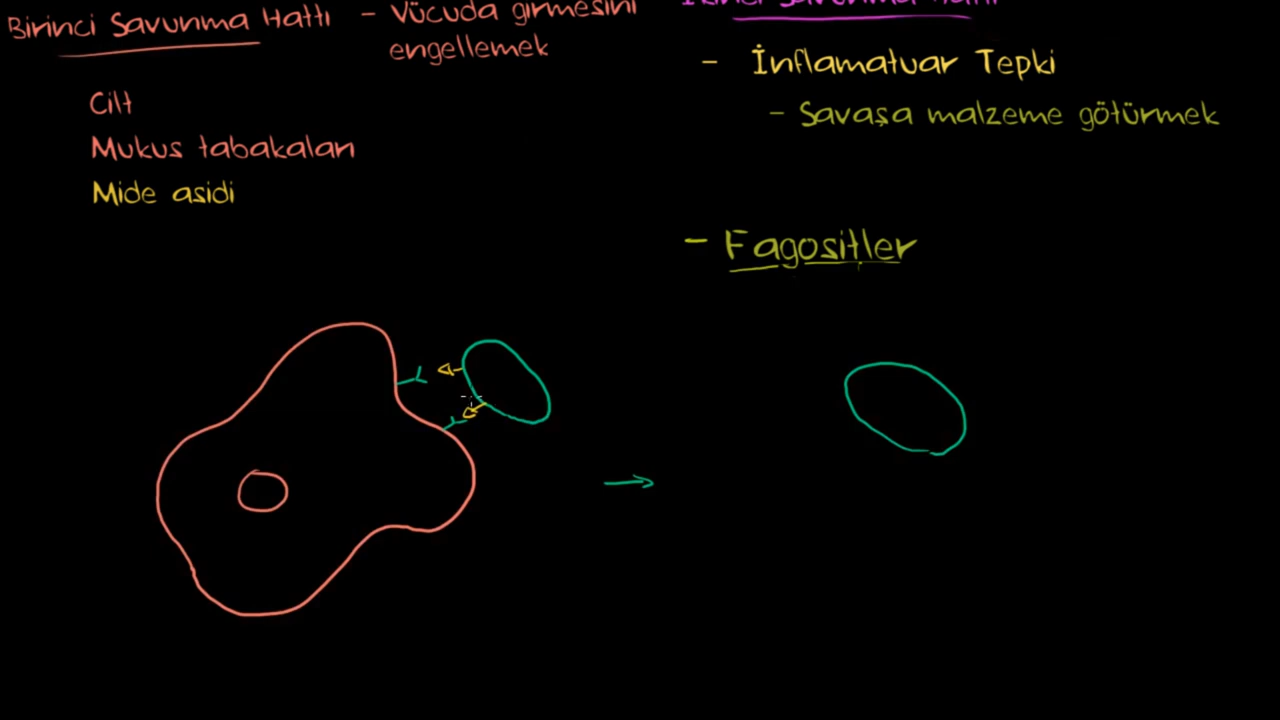 Birinci Savunma Hattı - Vücuda girmesini
engellemek
Cilt
Mukus tabakaları
Mide asidi
- İnflamatuar Tepki
- Savaşa malzeme götürmek
- Fagositler